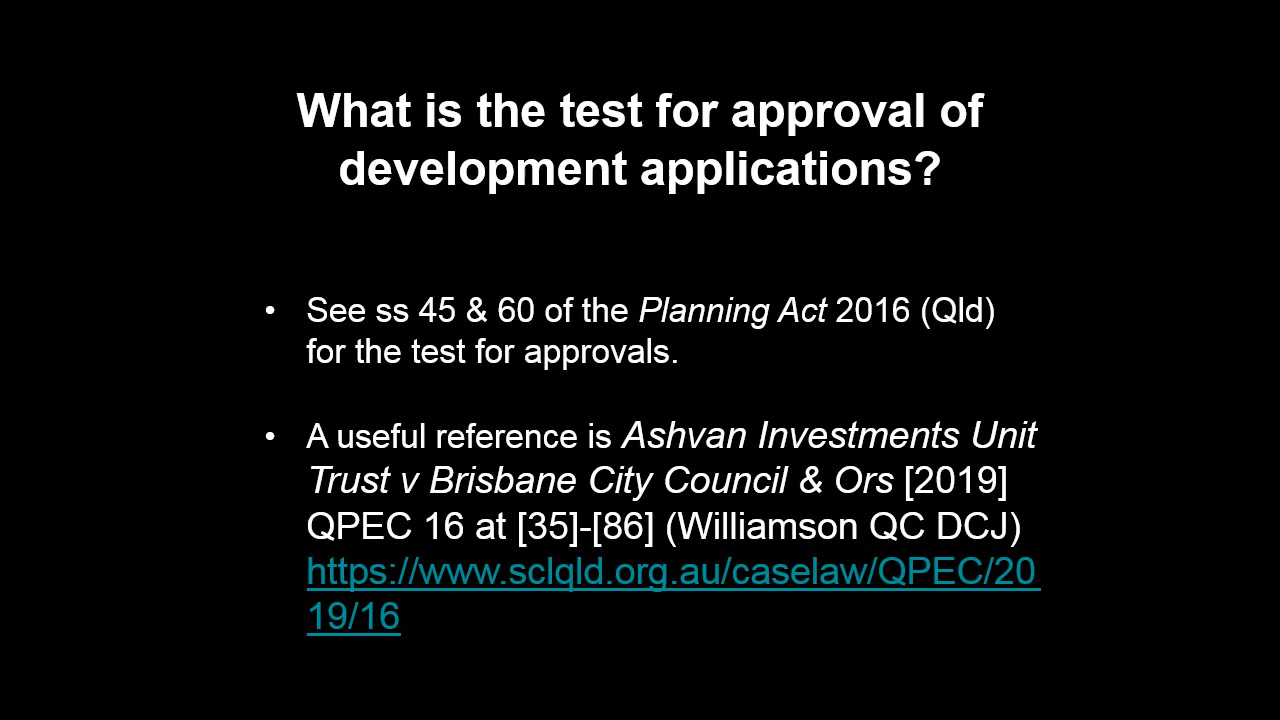 What is the test for approval of
development applications?
• See ss 45 & 60 of the Planning Act 2016 (Qld)
for the test for approvals.
• A useful reference is Ashvan Investments Unit
Trust v Brisbane City Council & Ors [2019]
QPEC 16 at [35]-[86] (Williamson QC DCJ)
https://www.sclqld.org.au/caselaw/QPEC/20
19/16